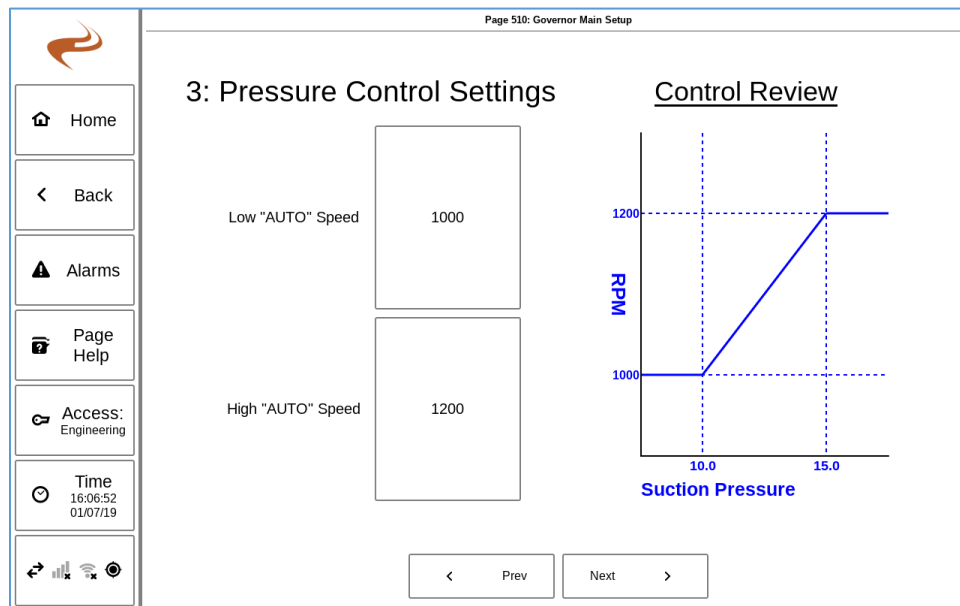 Page 510: Governor Main Setup
Home
Back
Alarms
Page
Help
Access:
Engineering
Time
16:06:52
01/07/19
3: Pressure Control Settings
Low "AUTO" Speed
1000
High "AUTO" Speed
1200
Control Review
1200
RPM
1000
10.0
15.0
Suction Pressure
Prev
Next